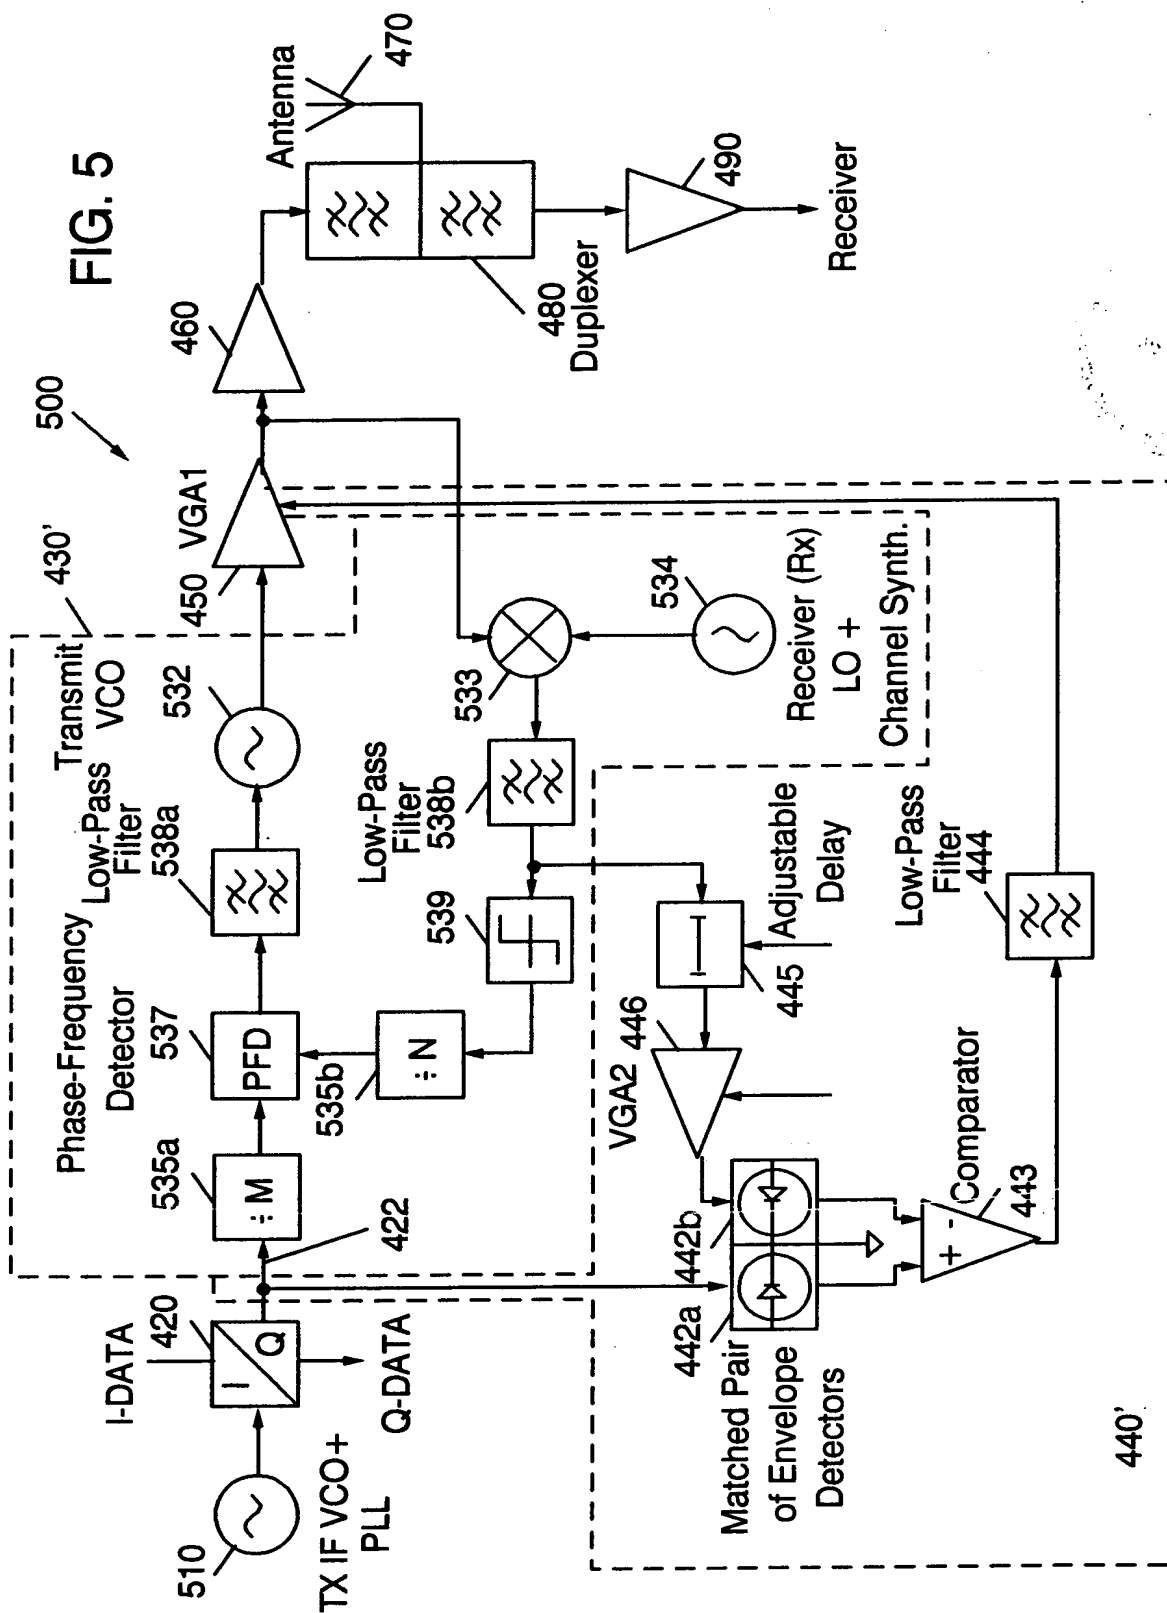 FIG. 5
500
430'
Phase-Frequency
Detector
Low-Pass
Filter
Transmit
VCO
VGA1
460
Antenna
470
I-DATA
420
535a
537
538a
532
450
510
I
Q
÷M
PFD
422
TX IF VCO+
PLL
Q-DATA
535b
÷N
539
Low-Pass
Filter
538b
533
534
480
Duplexer
490
Receiver
Receiver (Rx)
LO +
Channel Synth.
VGA2
446
445
Adjustable
Delay
442a
442b
Matched Pair
of Envelope
Detectors
+
-
Comparator
443
Low-Pass
Filter
444
440'